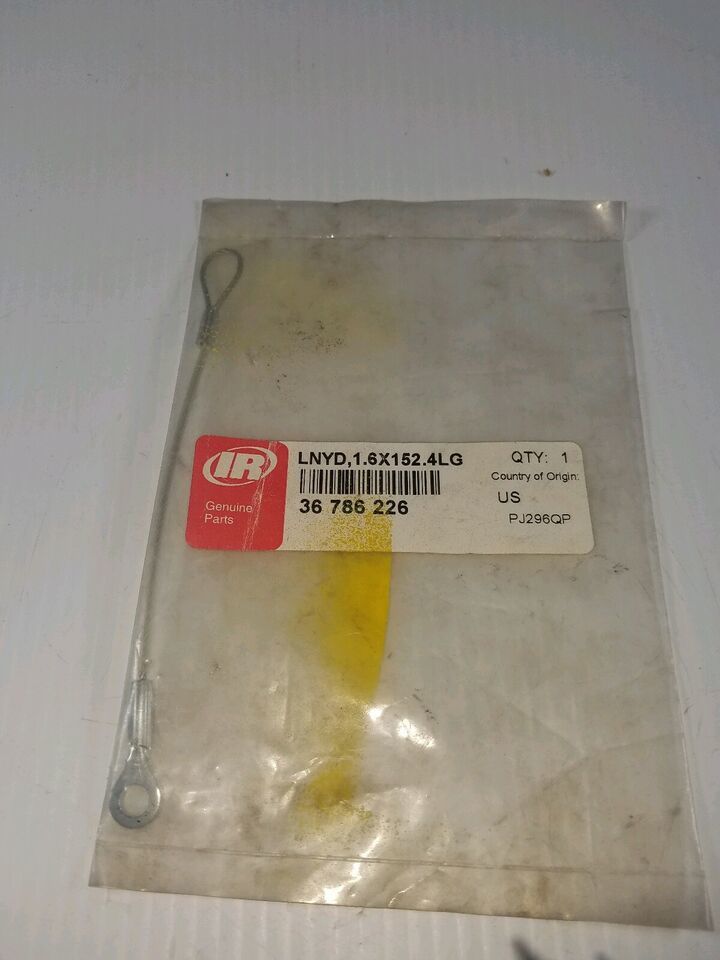 IR
Genuine
Parts
LNYD,1.6X152.4LG
36 786 226
QTY: 1
Country of Origin:
US
PJ296QP